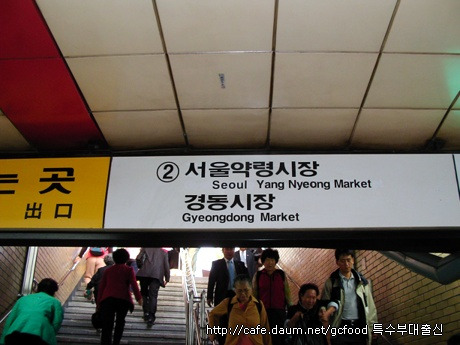 는 곳
出口
② 서울약령시장
Seoul Yang Nyeong Market
경동시장
Gyeongdong Market
http://cafe.daum.net/gcfood 특수부대출신